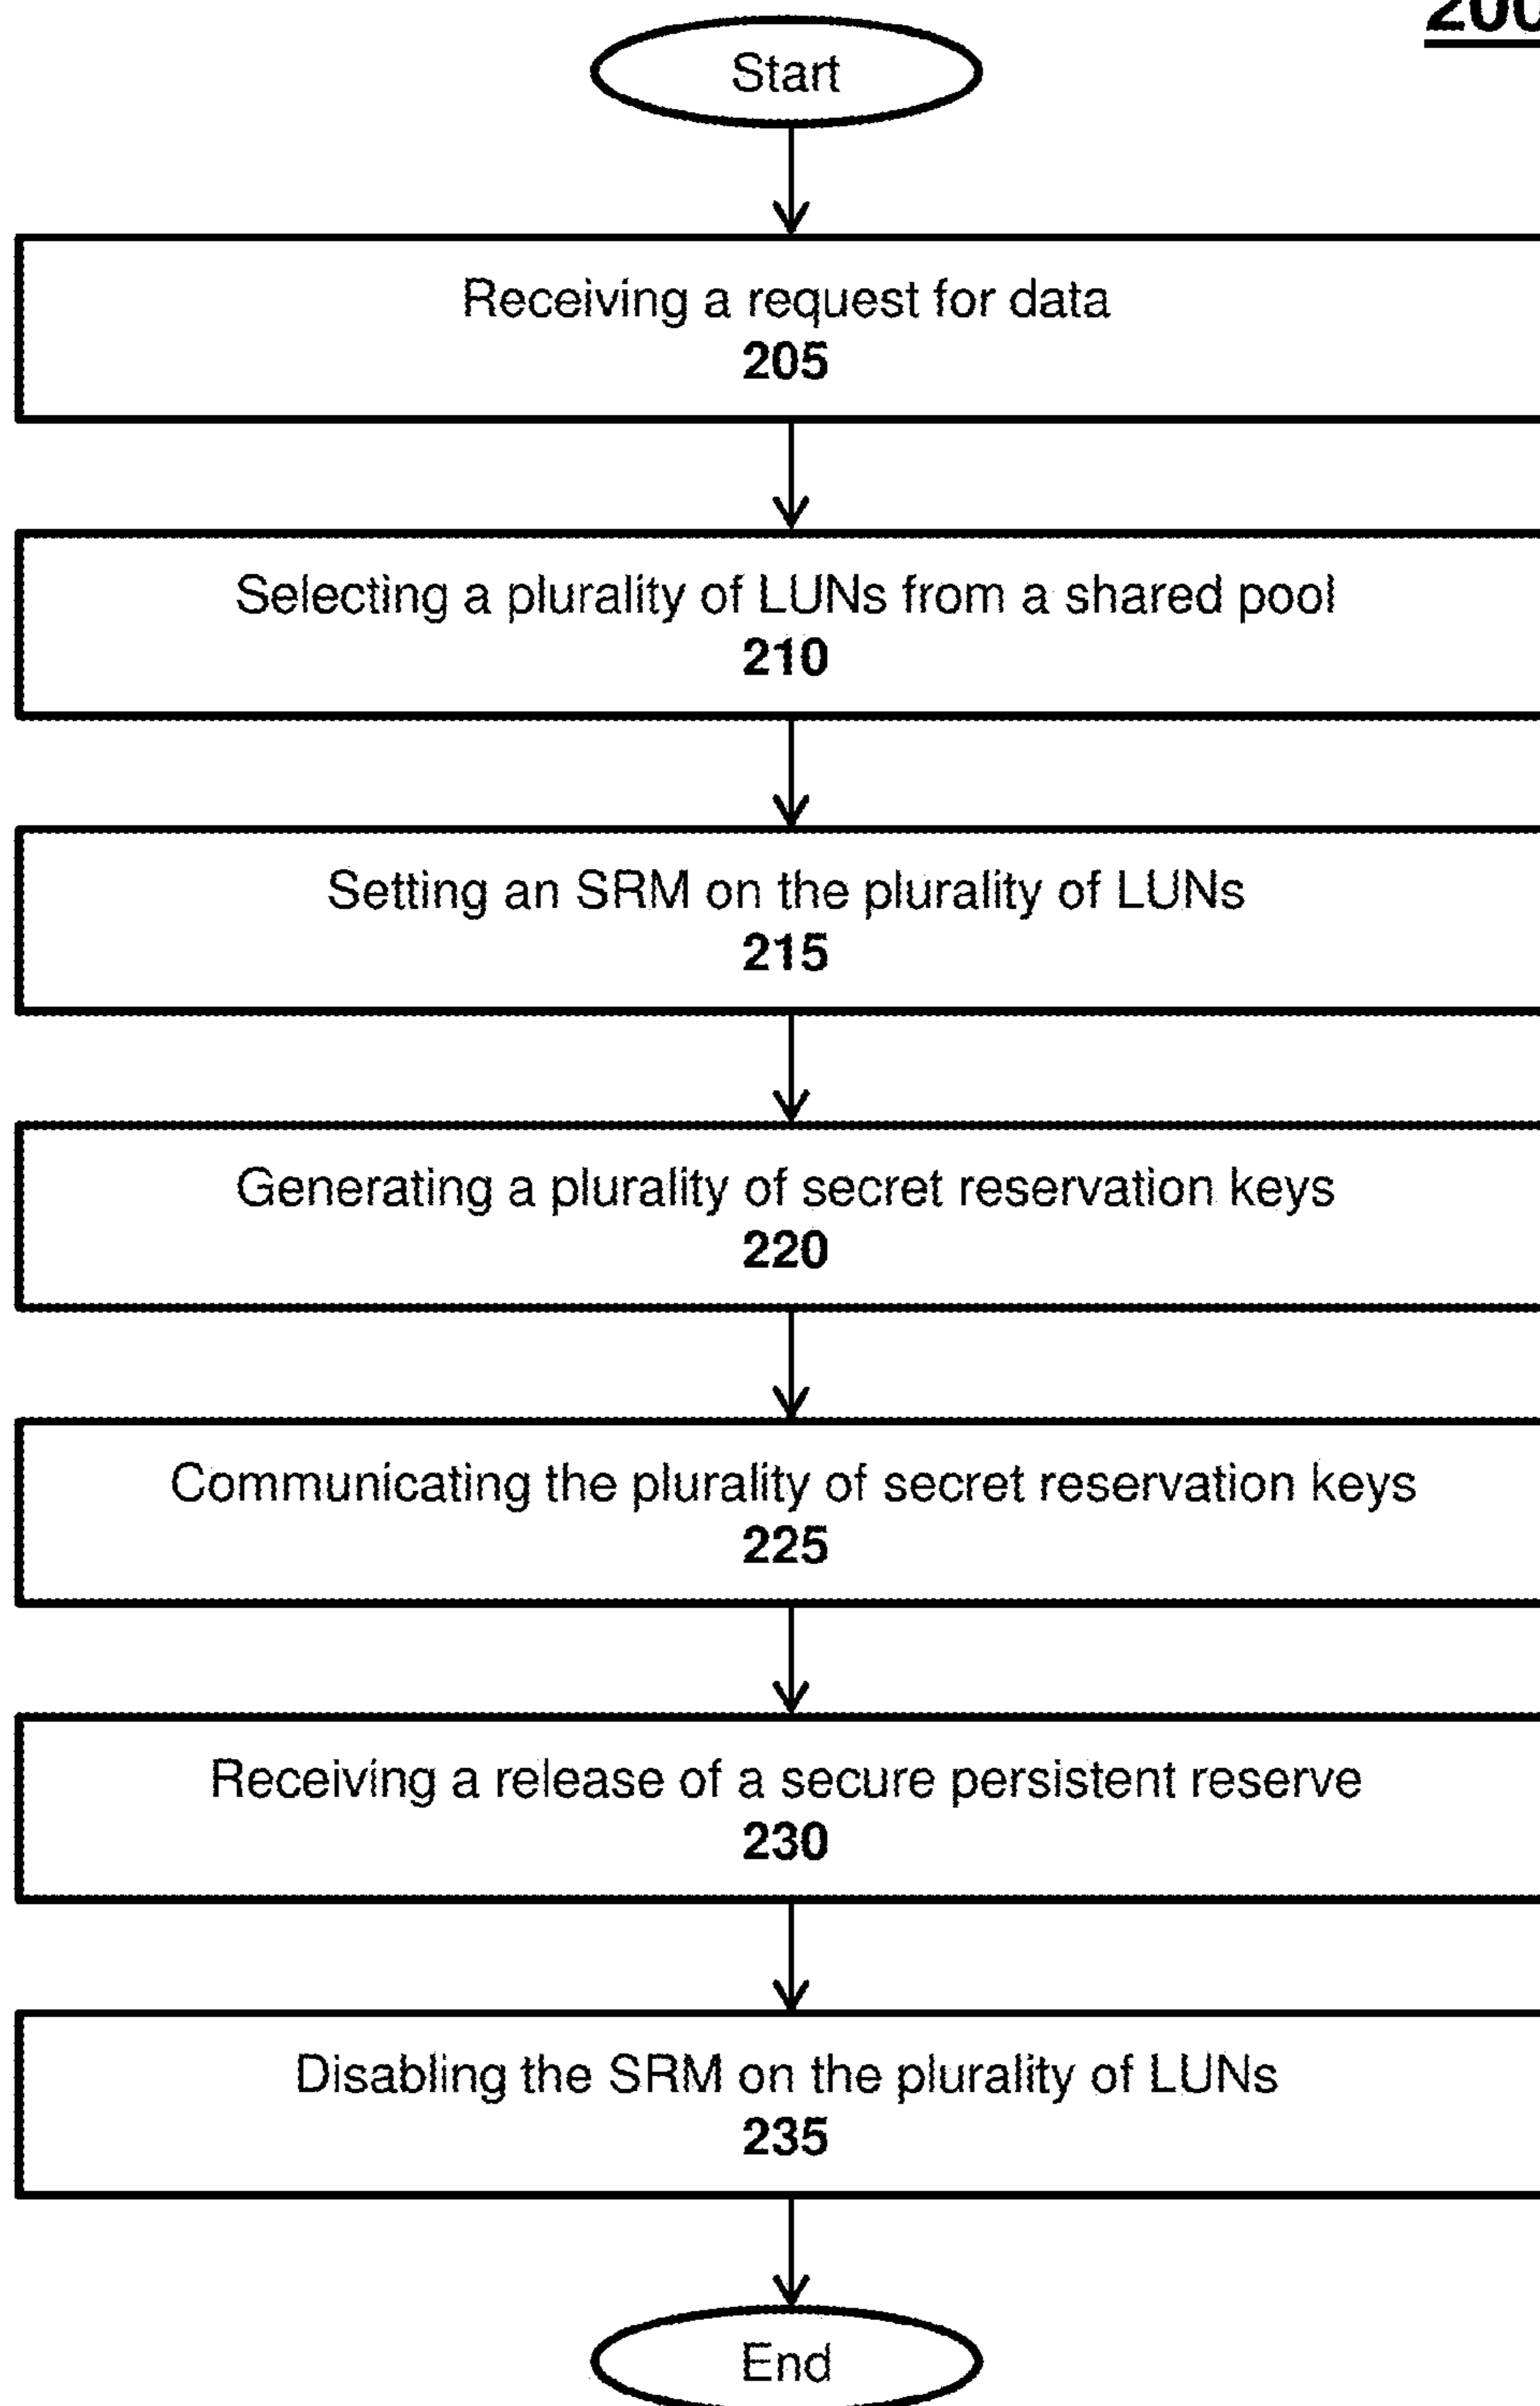 Start
Receiving a request for data
205
Selecting a plurality of LUNs from a shared pool
210
Setting an SRM on the plurality of LUNs
215
Generating a plurality of secret reservation keys
220
Communicating the plurality of secret reservation keys
225
Receiving a release of a secure persistent reserve
230
Disabling the SRM on the plurality of LUNs
235
End